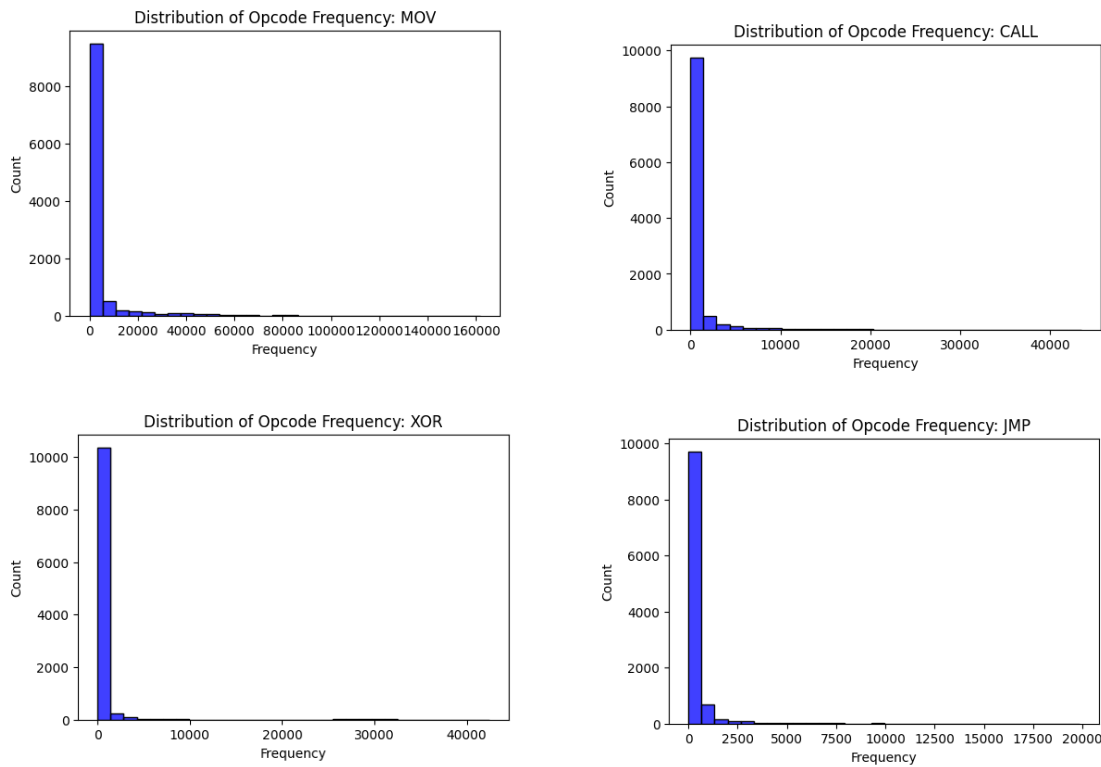 Distribution of Opcode Frequency: MOV
8000
6000
4000
2000
0
Count
0 20000 40000 60000 80000 100000 120000 140000 160000
Frequency
Distribution of Opcode Frequency: CALL
10000
8000
6000
4000
2000
0
Count
0 10000 20000 30000 40000
Frequency
Distribution of Opcode Frequency: XOR
10000
8000
6000
4000
2000
0
Count
0 10000 20000 30000 40000
Frequency
Distribution of Opcode Frequency: JMP
10000
8000
6000
4000
2000
0
Count
0 2500 5000 7500 10000 12500 15000 17500 20000
Frequency